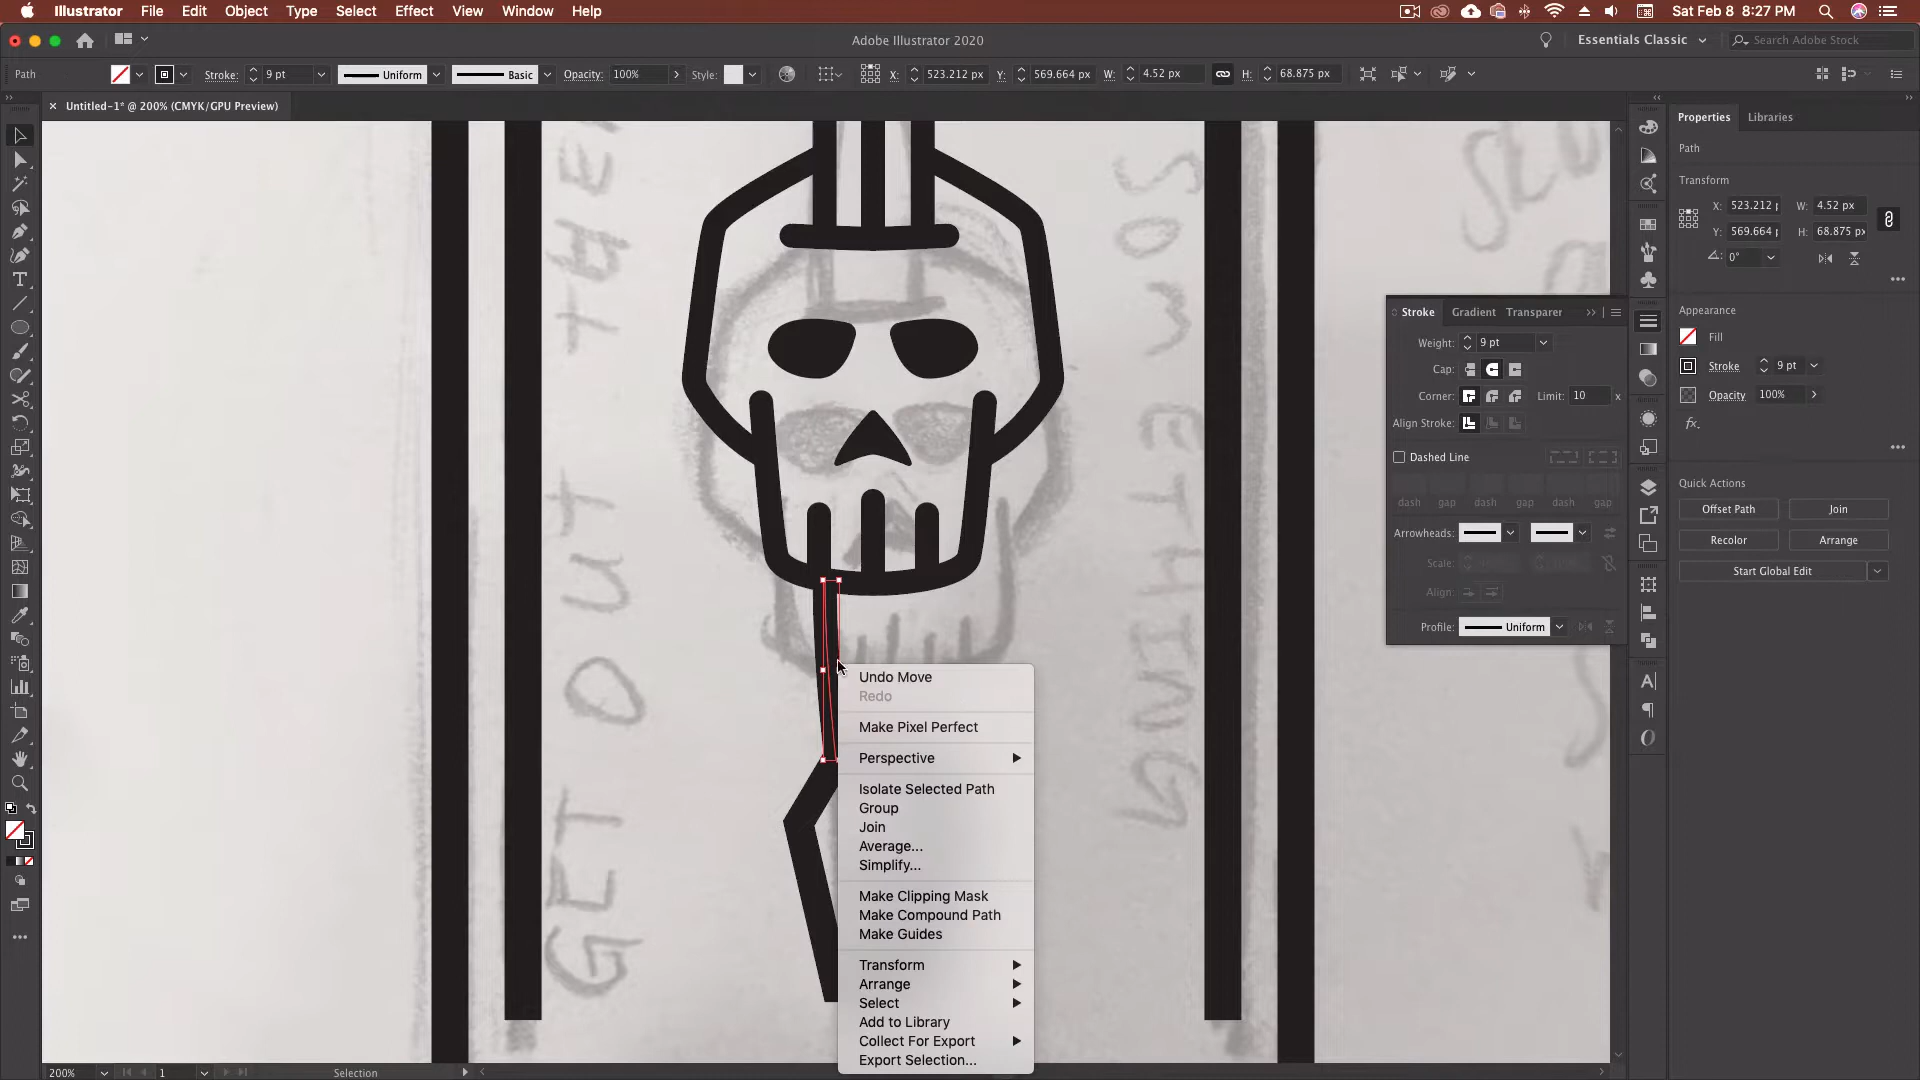 Illustrator File Edit Object Type Select Effect View Window Help
Sat Feb 8 8:27 PM
Adobe Illustrator 2020
Essentials Classic
Search Adobe Stock
Path
Stroke: 9 pt
Uniform
Basic
Opacity: 100%
Style:
X: 523.212 px
Y: 569.664 px
W: 4.52 px
H: 68.875 px
Untitled-1* @ 200% (CMYK/GPU Preview)
Properties Libraries
Path
Transform
X: 523.212 p W: 4.52 px
Y: 569.664 p H: 68.875 px
0°
Appearance
Fill
Stroke 9 pt
Opacity 100%
fx.
Quick Actions
Offset Path Join
Recolor Arrange
Start Global Edit
Stroke Gradient Transparer
Weight: 9 pt
Cap:
Corner: Limit: 10 x
Align Stroke:
Dashed Line
dash gap dash gap dash gap
Arrowheads:
Scale:
Align:
Profile: Uniform
GET OUT THER
SOMETHING
Undo Move
Redo
Make Pixel Perfect
Perspective
Isolate Selected Path
Group
Join
Average...
Simplify...
Make Clipping Mask
Make Compound Path
Make Guides
Transform
Arrange
Select
Add to Library
Collect For Export
Export Selection...
200% 1 Selection